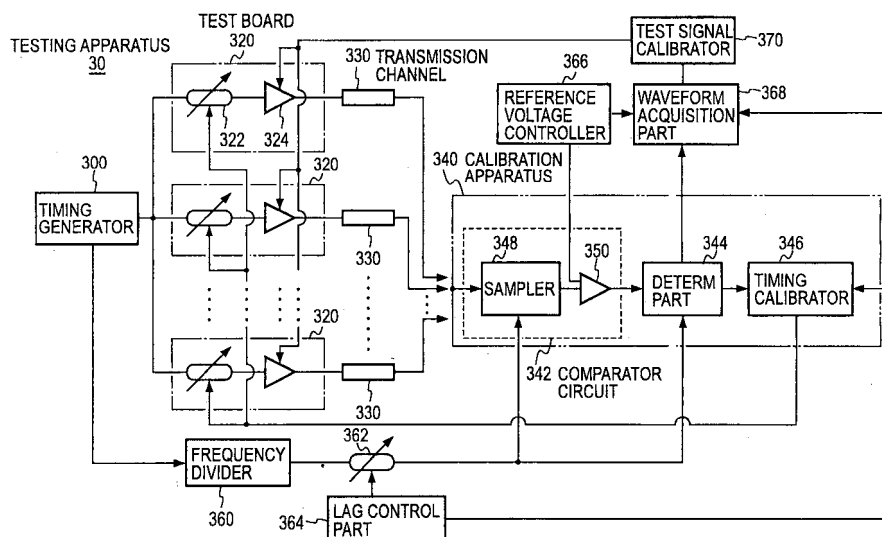 TESTING APPARATUS
30
TEST BOARD
320
322
324
330 TRANSMISSION
CHANNEL
TEST SIGNAL
CALIBRATOR
370
366
REFERENCE
VOLTAGE
CONTROLLER
WAVEFORM
ACQUISITION
PART
368
300
TIMING
GENERATOR
320
330
340 CALIBRATION
APPARATUS
348
SAMPLER
350
344
DETERM
PART
346
TIMING
CALIBRATOR
320
330
342 COMPARATOR
CIRCUIT
FREQUENCY
DIVIDER
360
362
364
LAG CONTROL
PART